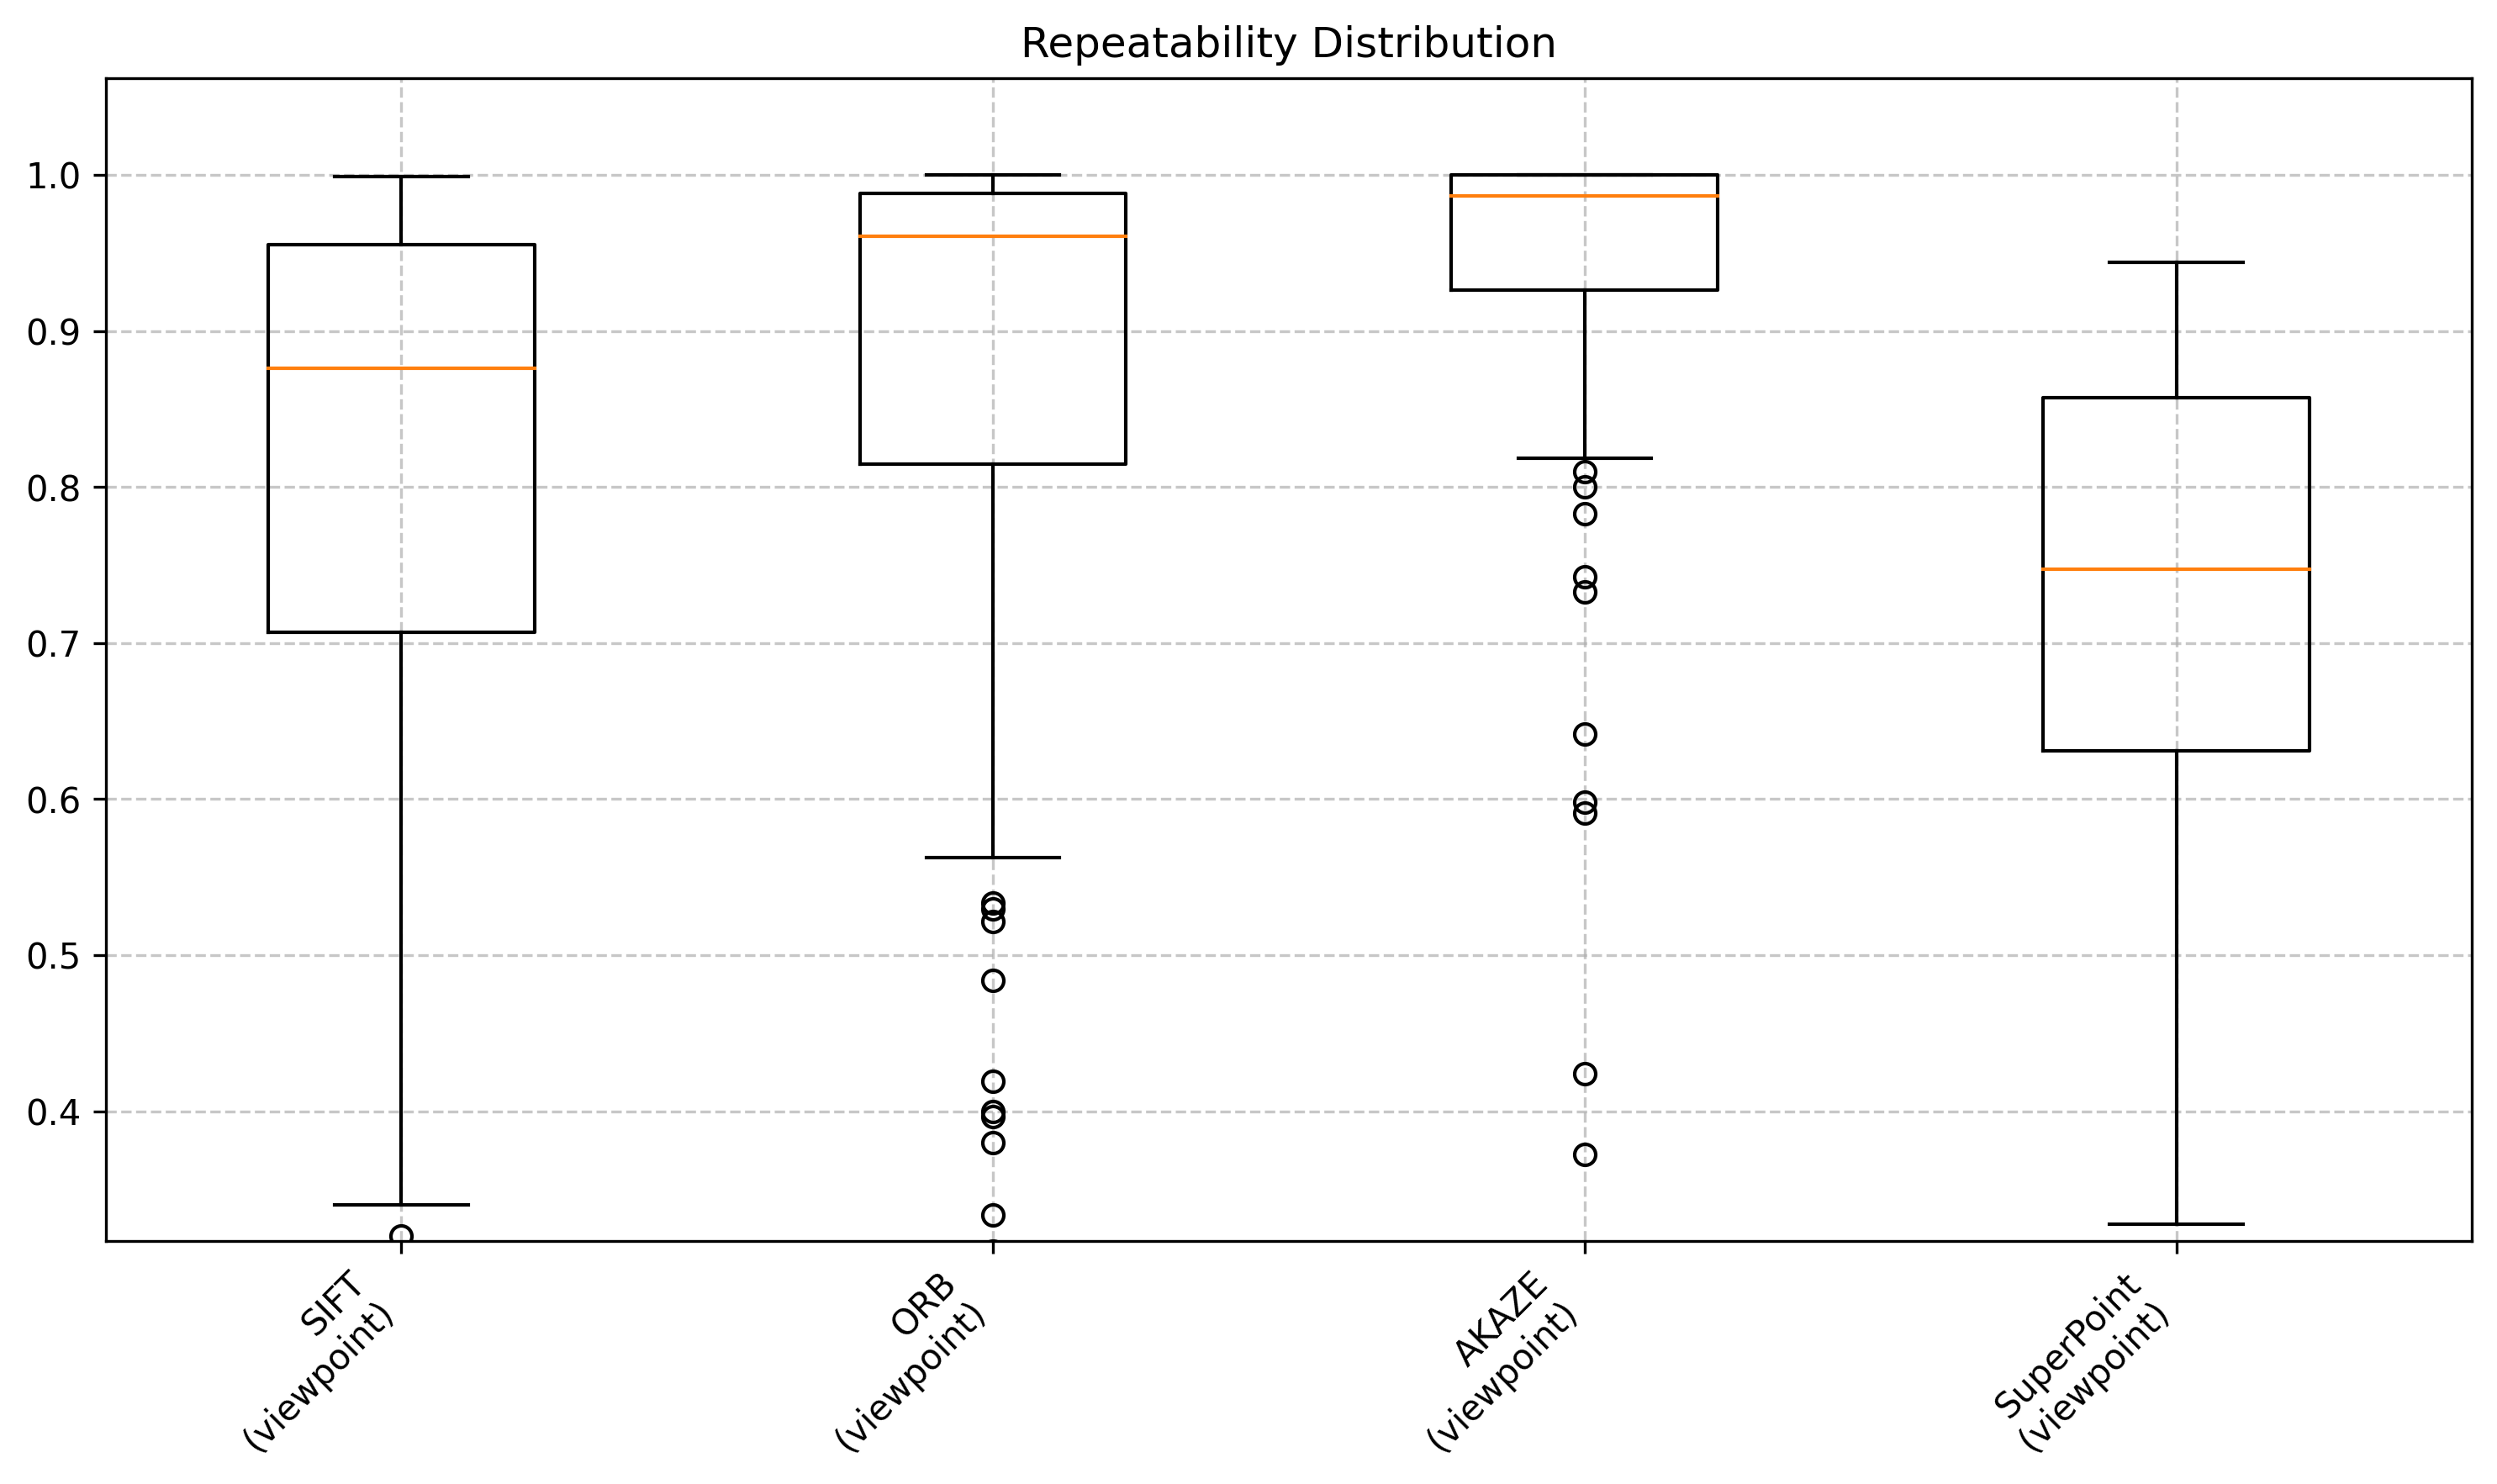 Repeatability Distribution
1.0
0.9
0.8
0.7
0.6
0.5
0.4
SIFT
(viewpoint)
ORB
(viewpoint)
AKAZE
(viewpoint)
SuperPoint
(viewpoint)